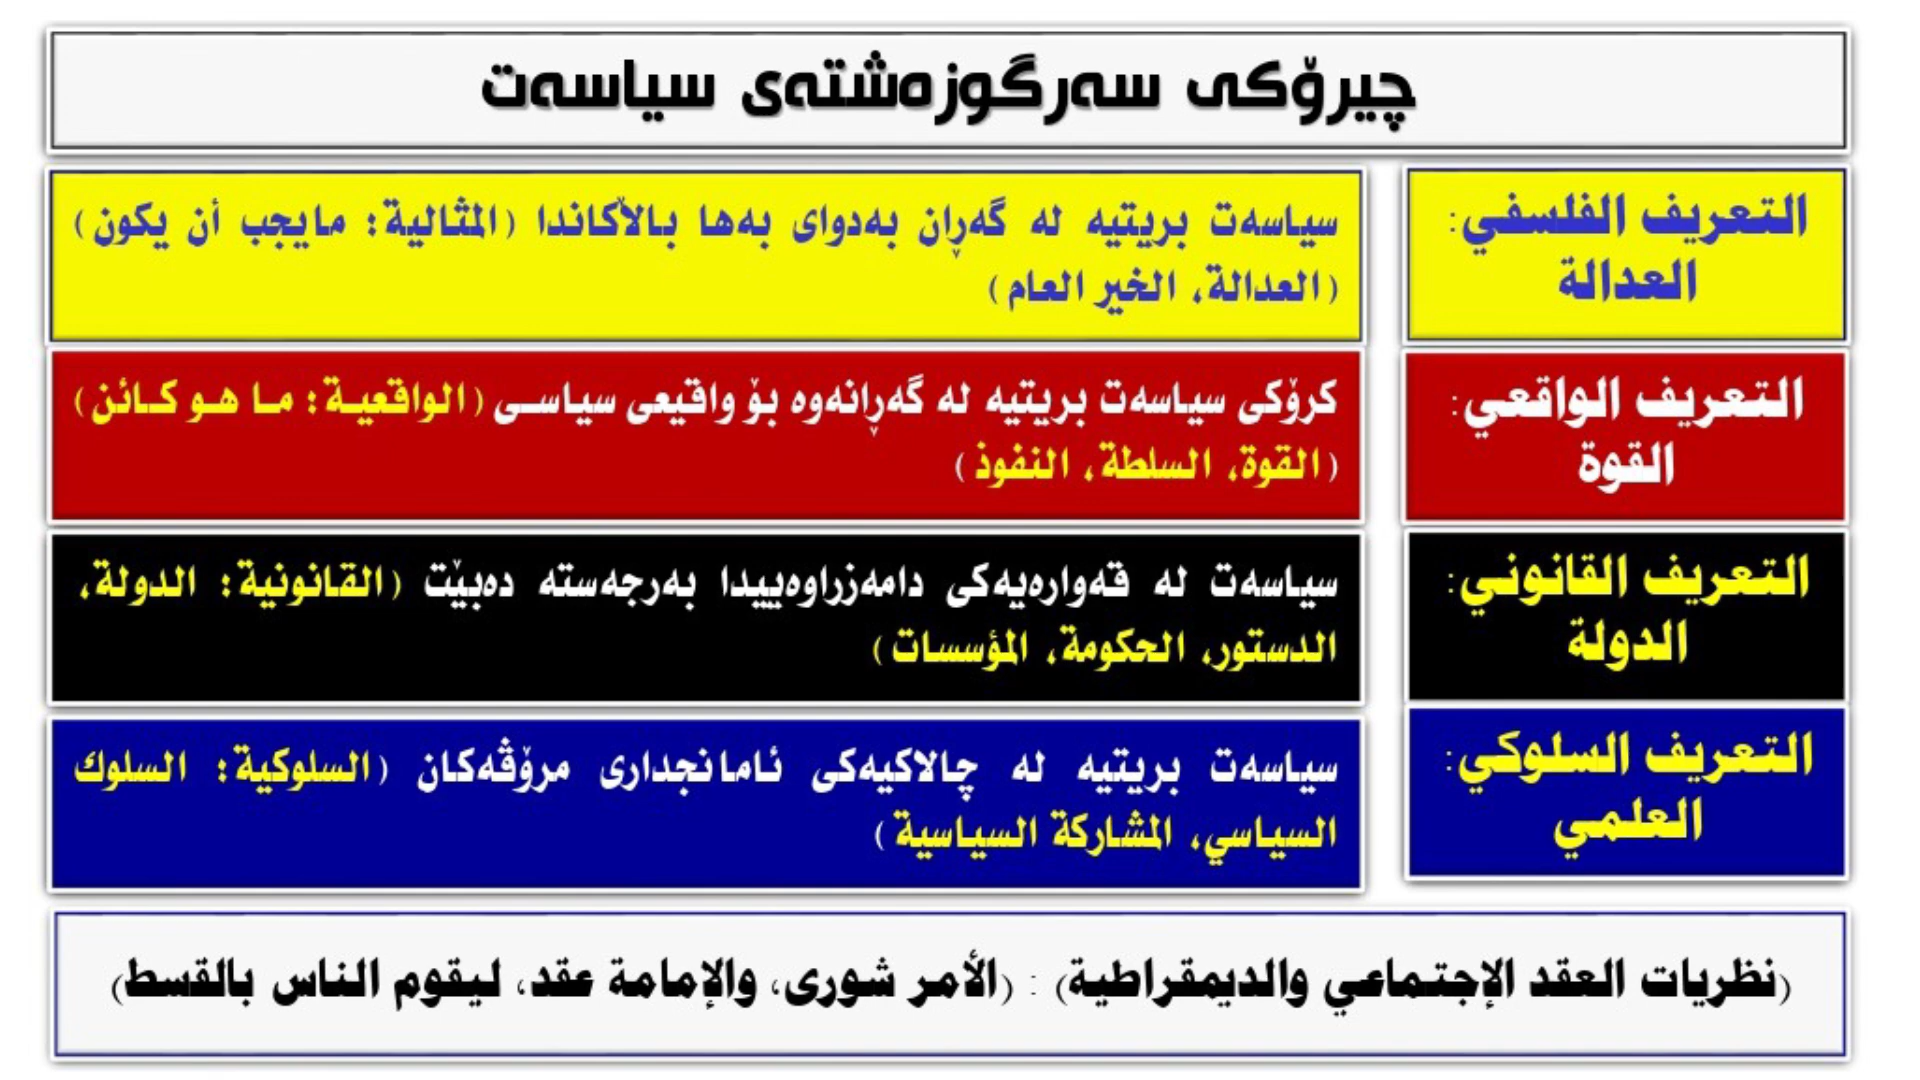 چیرۆکی سەرگوزەشتەی سیاسەت
التعريف الفلسفي:
العدالة
سیاسەت بریتیە لە گەڕان بەدوای بەها باڵاکاندا (المثالية: مايجب أن يكون)
(العدالة، الخير العام)
التعريف الواقعي:
القوة
کرۆکی سیاسەت بریتیە لە گەڕانەوە بۆ واقیعی سیاسی (الواقعية: ما هو كائن)
(القوة، السلطة، النفوذ)
التعريف القانوني:
الدولة
سیاسەت لە قەوارەیەکی دامەزراوەییدا بەرجەستە دەبێت (القانونية: الدولة،
الدستور، الحكومة، المؤسسات)
التعريف السلوكي:
العلمي
سیاسەت بریتیە لە چالاکیەکی ئامانجداری مرۆڤەکان (السلوكية: السلوك
السياسي، المشاركة السياسية)
(نظريات العقد الإجتماعي والديمقراطية) : (الأمر شورى، والإمامة عقد، ليقوم الناس بالقسط)